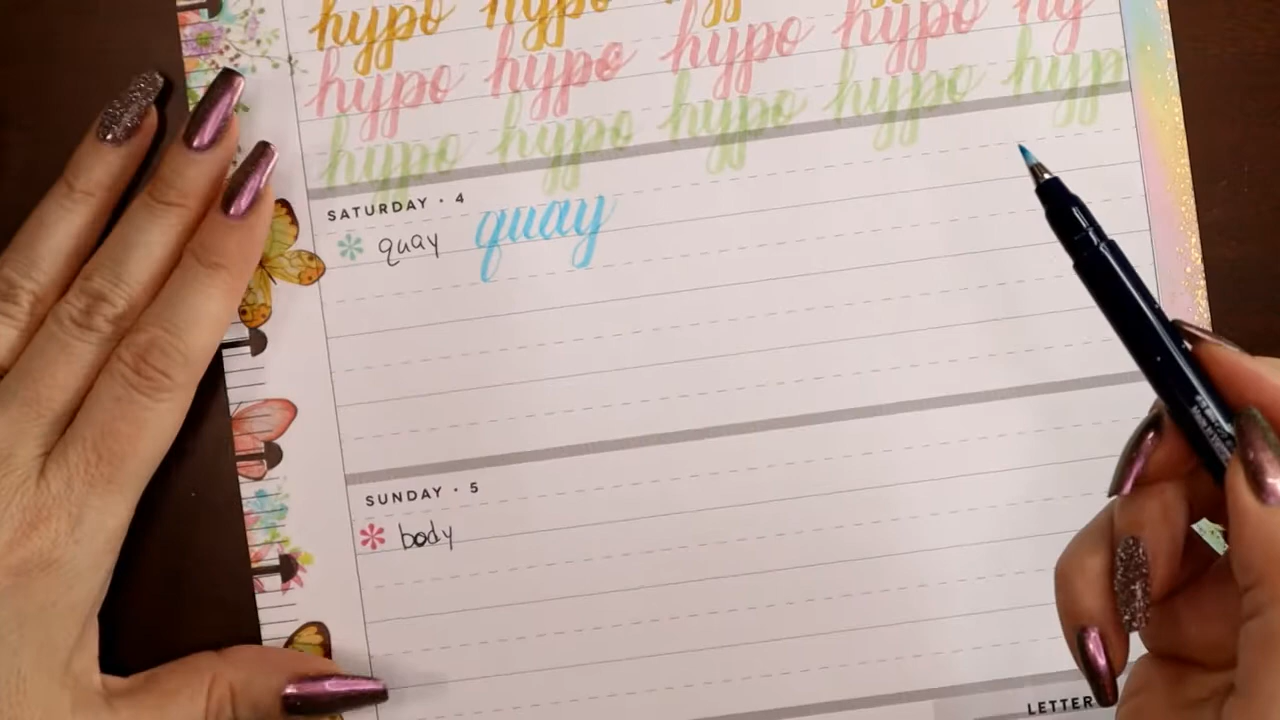 hypo hypo hypo hypo
hypo hypo hypo hypo hy
hypo hypo hypo hypo hyp
SATURDAY · 4
quay quay
SUNDAY · 5
body
LETTER